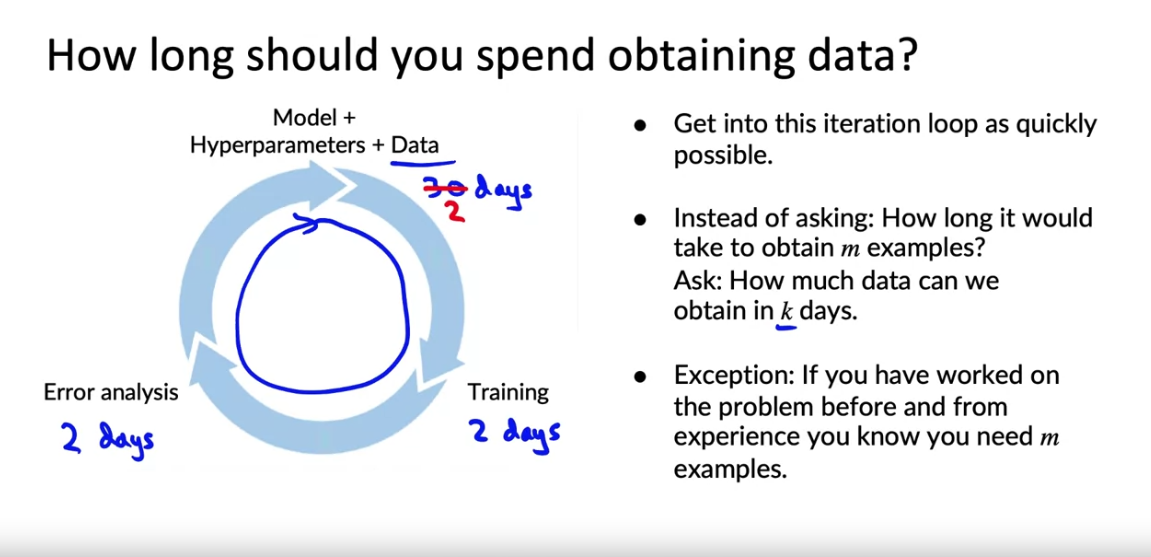 How long should you spend obtaining data?
Model +
Hyperparameters + Data
30 days
2
Error analysis
2 days
Training
2 days
• Get into this iteration loop as quickly
possible.
• Instead of asking: How long it would
take to obtain m examples?
Ask: How much data can we
obtain in k days.
• Exception: If you have worked on
the problem before and from
experience you know you need m
examples.